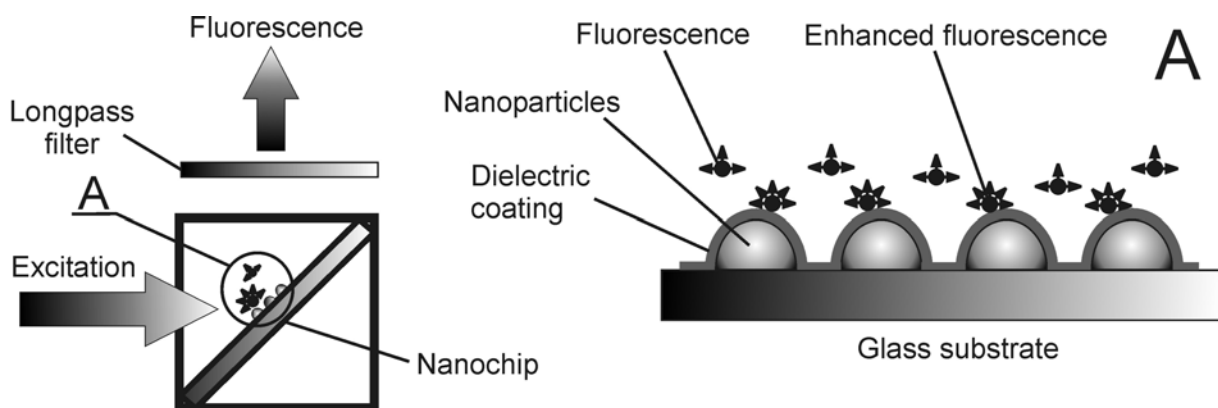 Fluorescence
Longpass
filter
A
Excitation
Nanochip
Fluorescence
Enhanced fluorescence
A
Nanoparticles
Dielectric
coating
Glass substrate